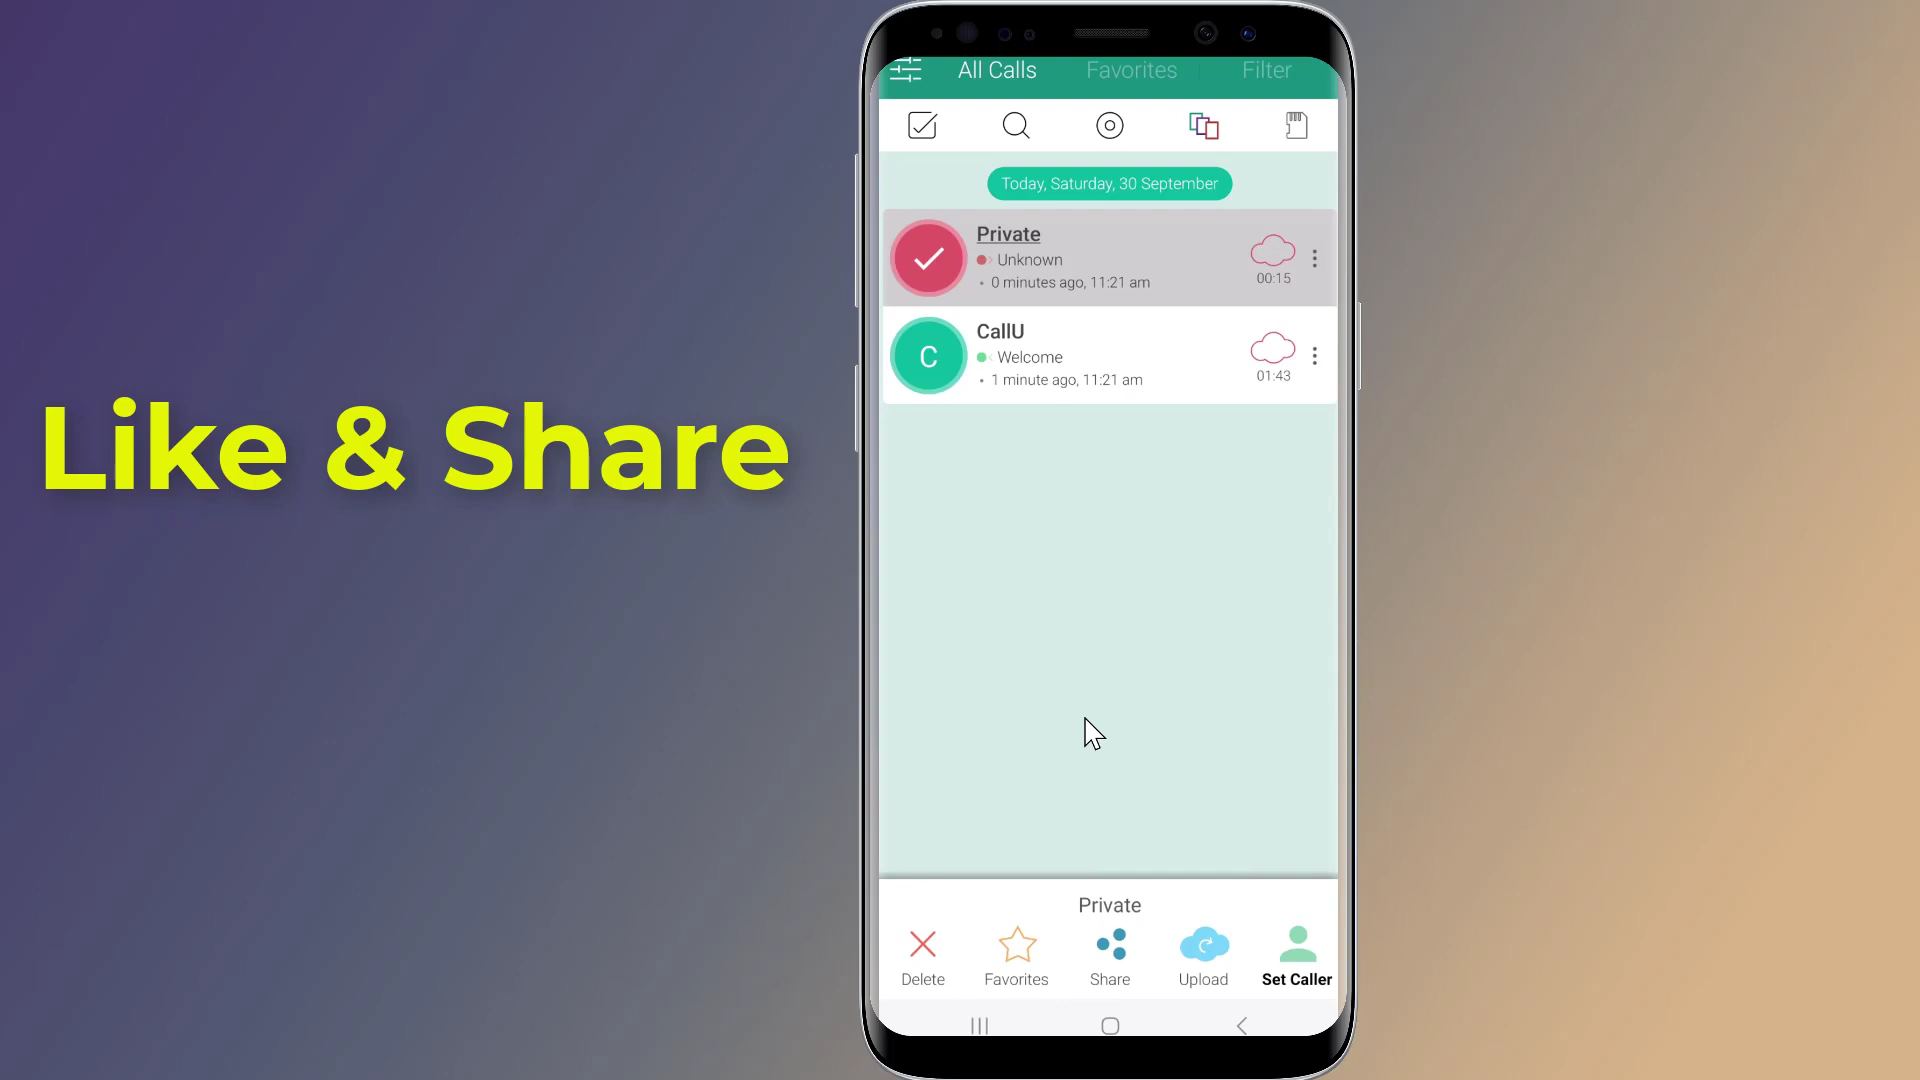 Like & Share
All Calls
Favorites
Filter
Today, Saturday, 30 September
Private
Unknown
• 0 minutes ago, 11:21 am
00:15
C
CallU
Welcome
• 1 minute ago, 11:21 am
01:43
Private
Delete
Favorites
Share
Upload
Set Caller